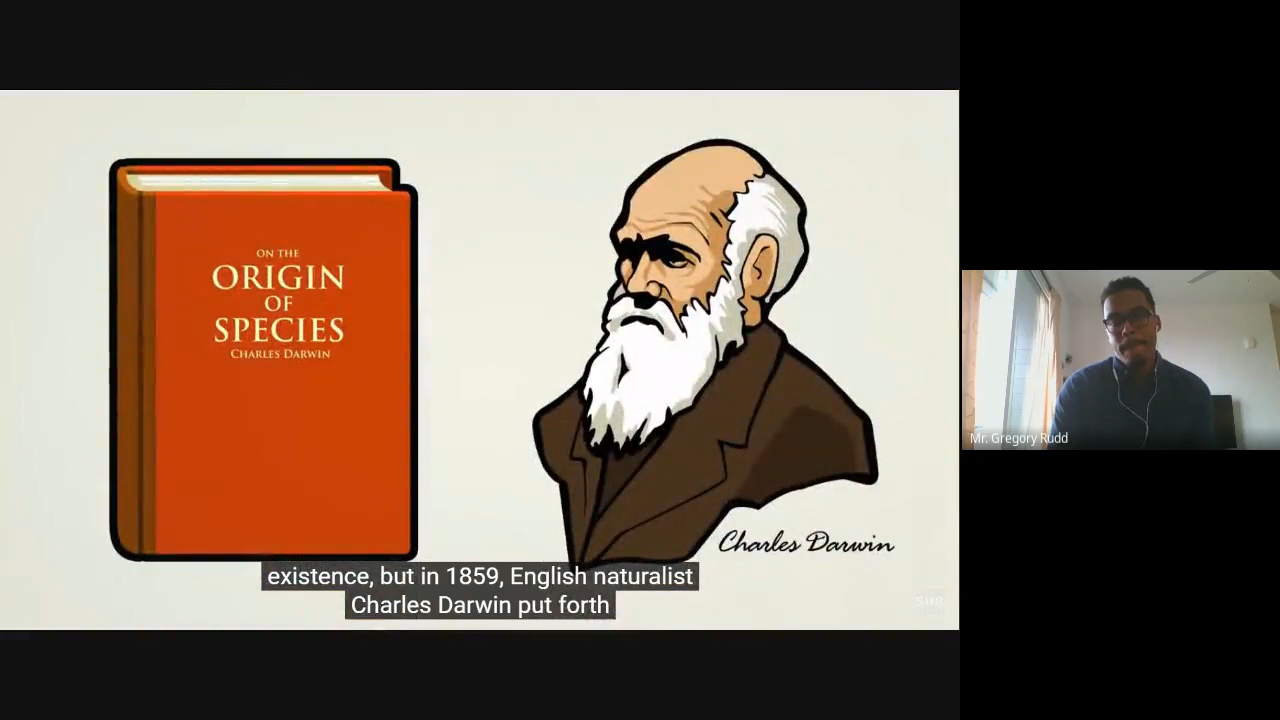 ON THE
ORIGIN
OF
SPECIES
CHARLES DARWIN
Charles Darwin
existence, but in 1859, English naturalist
Charles Darwin put forth
Mr. Gregory Rudd